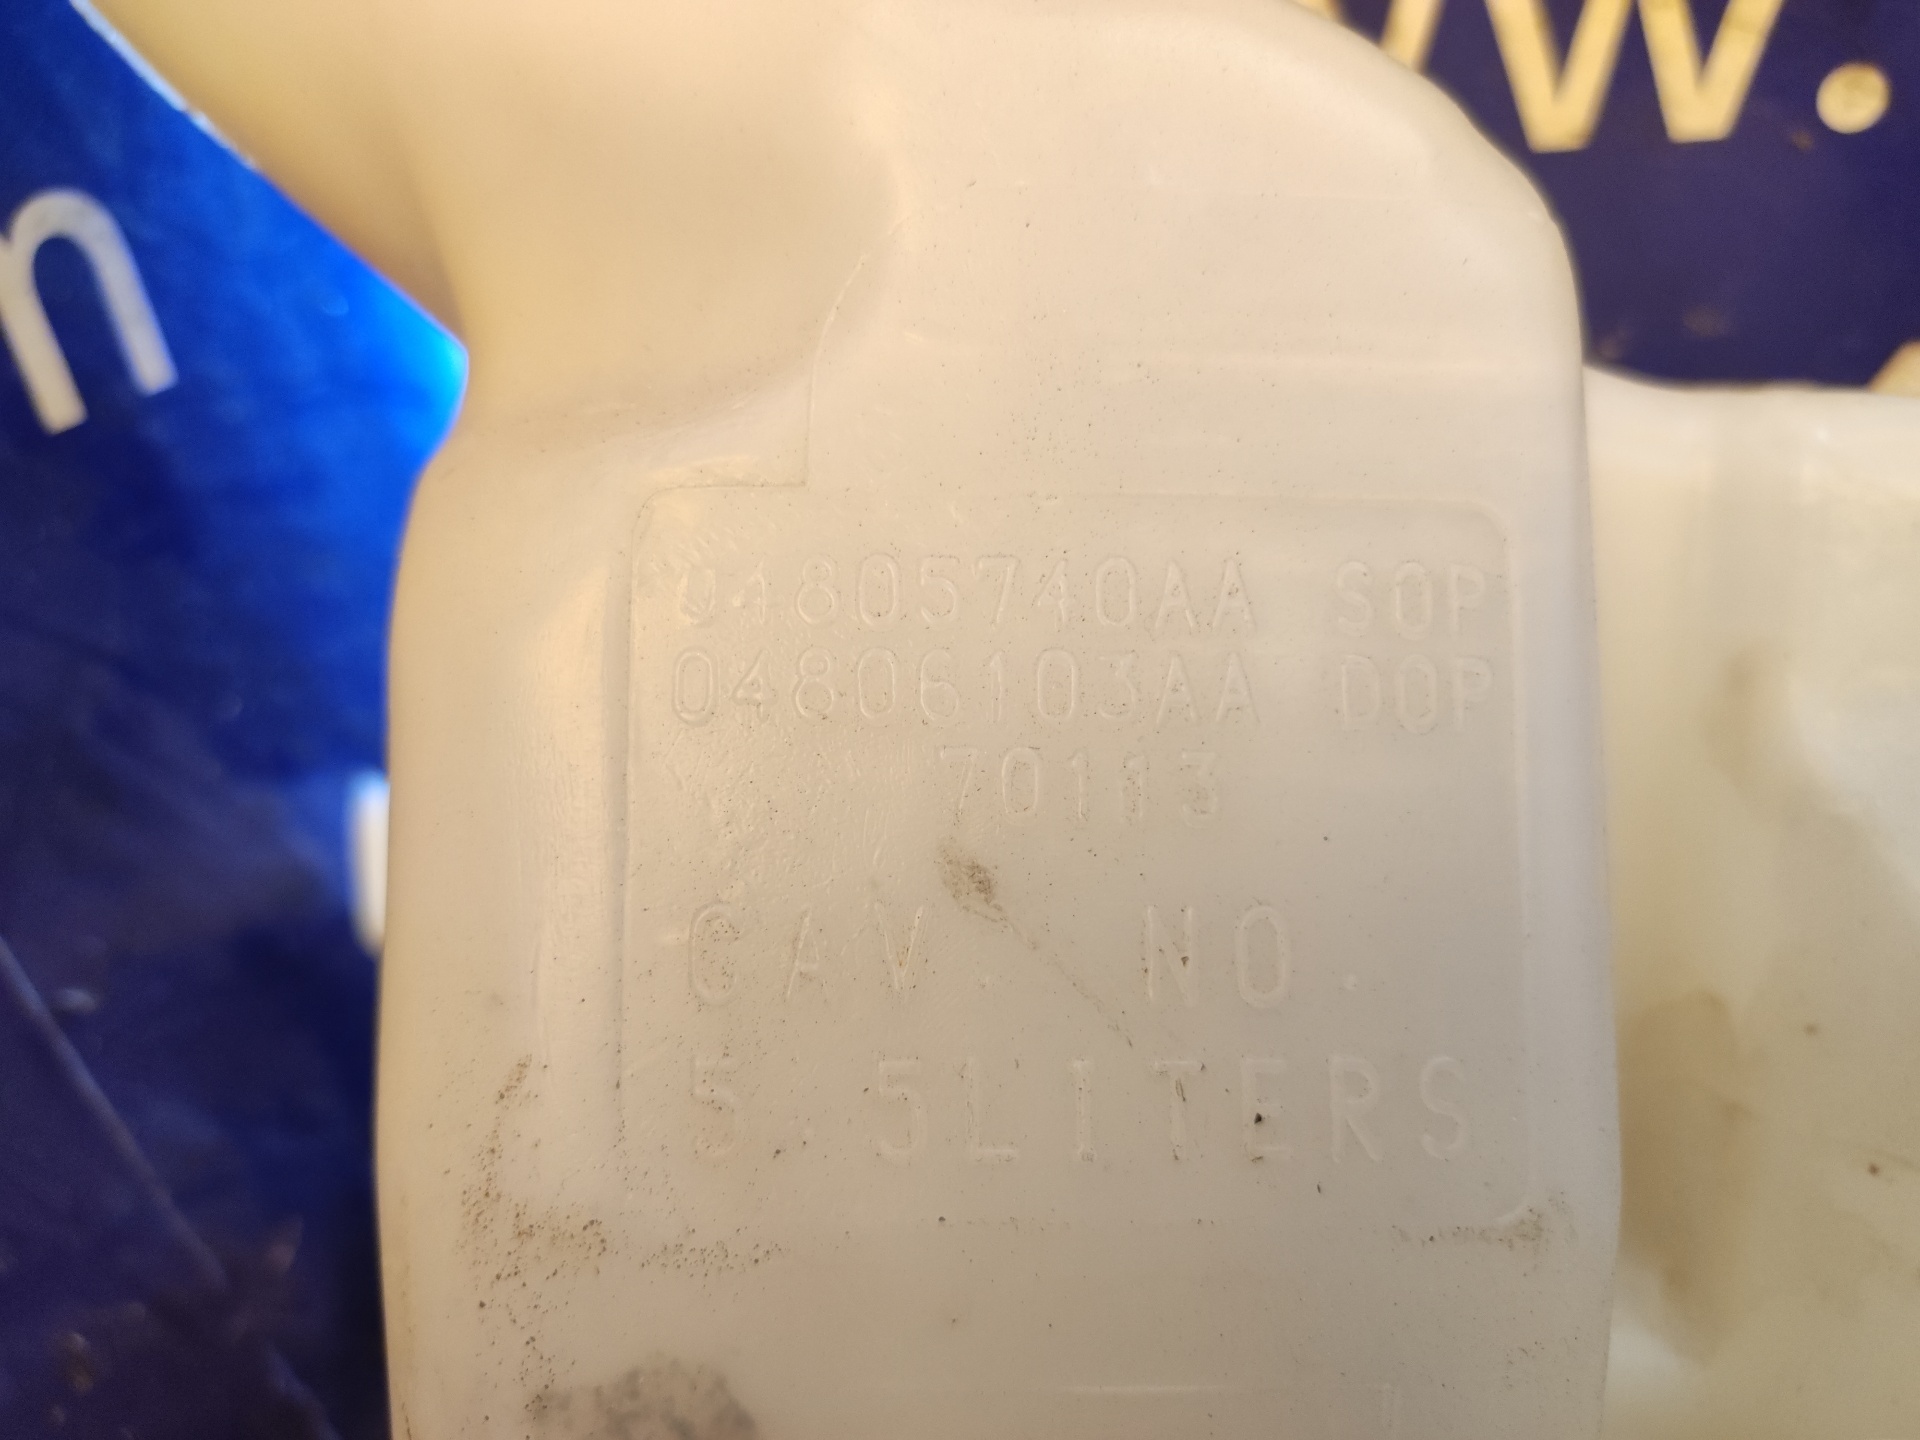 w.
n
04805740AA SOP
04806103AA DOP
70113
CAV. NO.
5.5LITERS